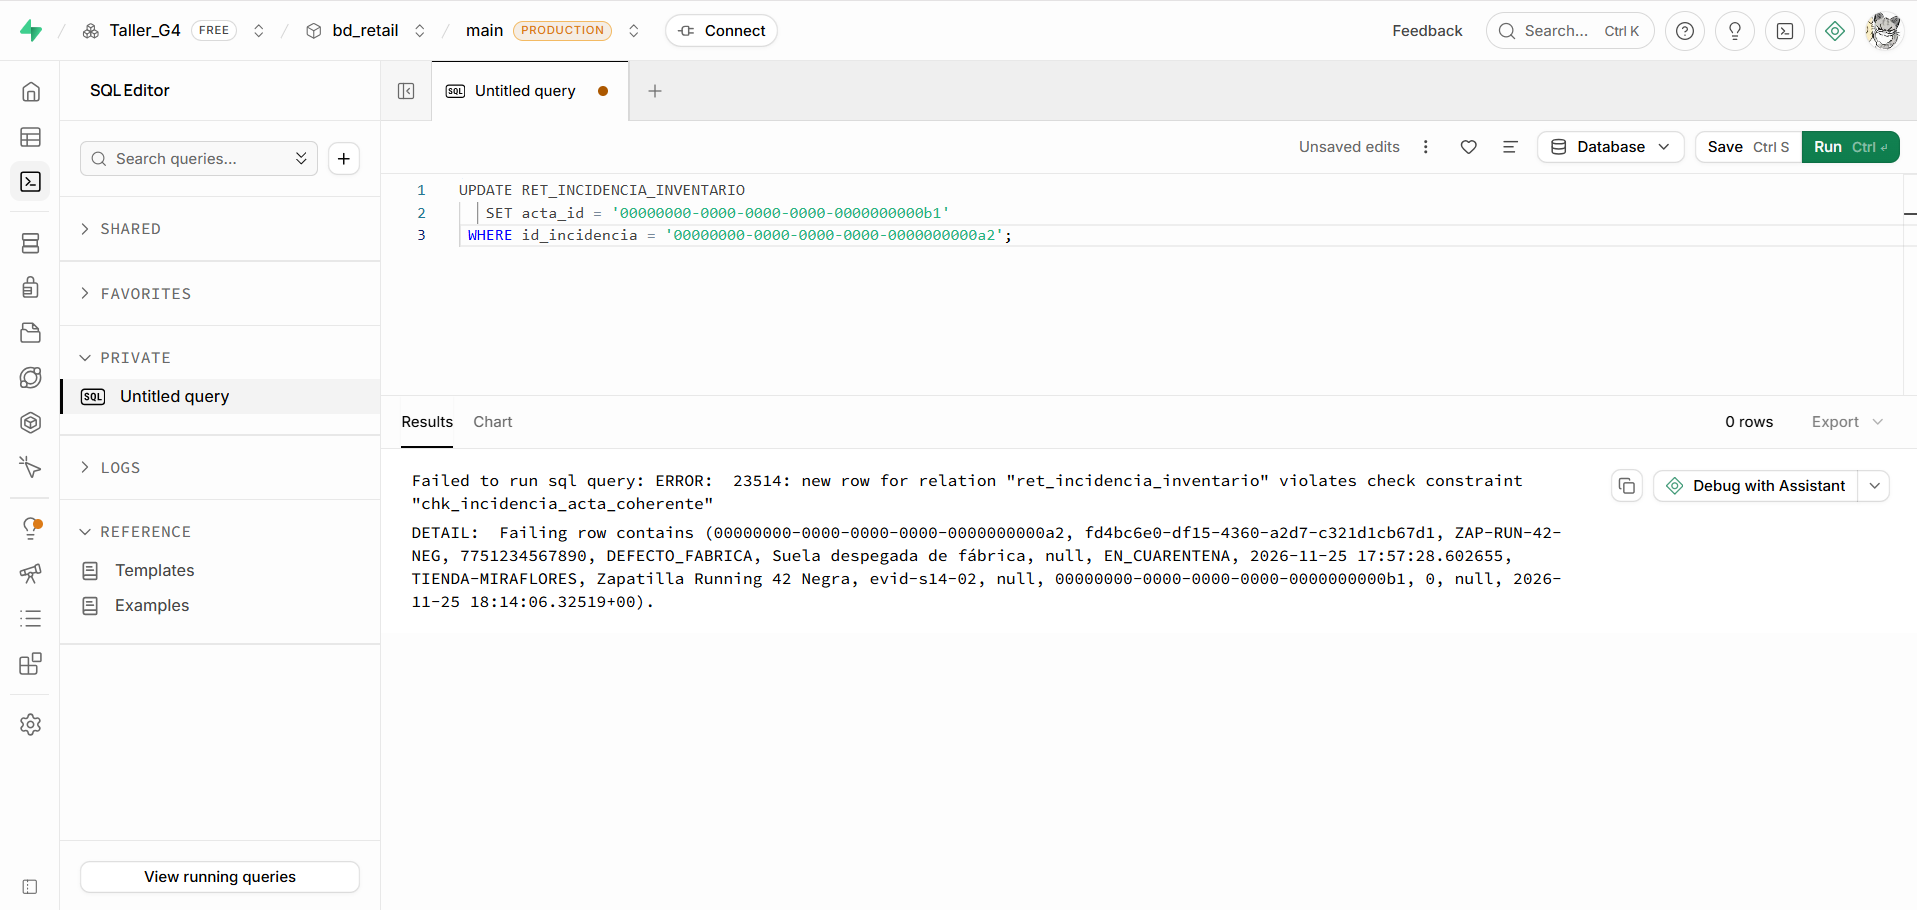 Taller_G4 FREE bd_retail main PRODUCTION Connect Feedback Search... Ctrl K
SQL Editor
SQL Untitled query
Search queries...
Unsaved edits Database Save Ctrl S Run Ctrl ↵
SHARED
FAVORITES
PRIVATE
SQL Untitled query
LOGS
REFERENCE
Templates
Examples
View running queries
1 UPDATE RET_INCIDENCIA_INVENTARIO
2 SET acta_id = '00000000-0000-0000-0000-0000000000b1'
3 WHERE id_incidencia = '00000000-0000-0000-0000-0000000000a2';
Results Chart 0 rows Export
Failed to run sql query: ERROR:  23514: new row for relation "ret_incidencia_inventario" violates check constraint
"chk_incidencia_acta_coherente"
DETAIL:  Failing row contains (00000000-0000-0000-0000-0000000000a2, fd4bc6e0-df15-4360-a2d7-c321d1cb67d1, ZAP-RUN-42-
NEG, 7751234567890, DEFECTO_FABRICA, Suela despegada de fábrica, null, EN_CUARENTENA, 2026-11-25 17:57:28.602655,
TIENDA-MIRAFLORES, Zapatilla Running 42 Negra, evid-s14-02, null, 00000000-0000-0000-0000-0000000000b1, 0, null, 2026-
11-25 18:14:06.32519+00).
Debug with Assistant